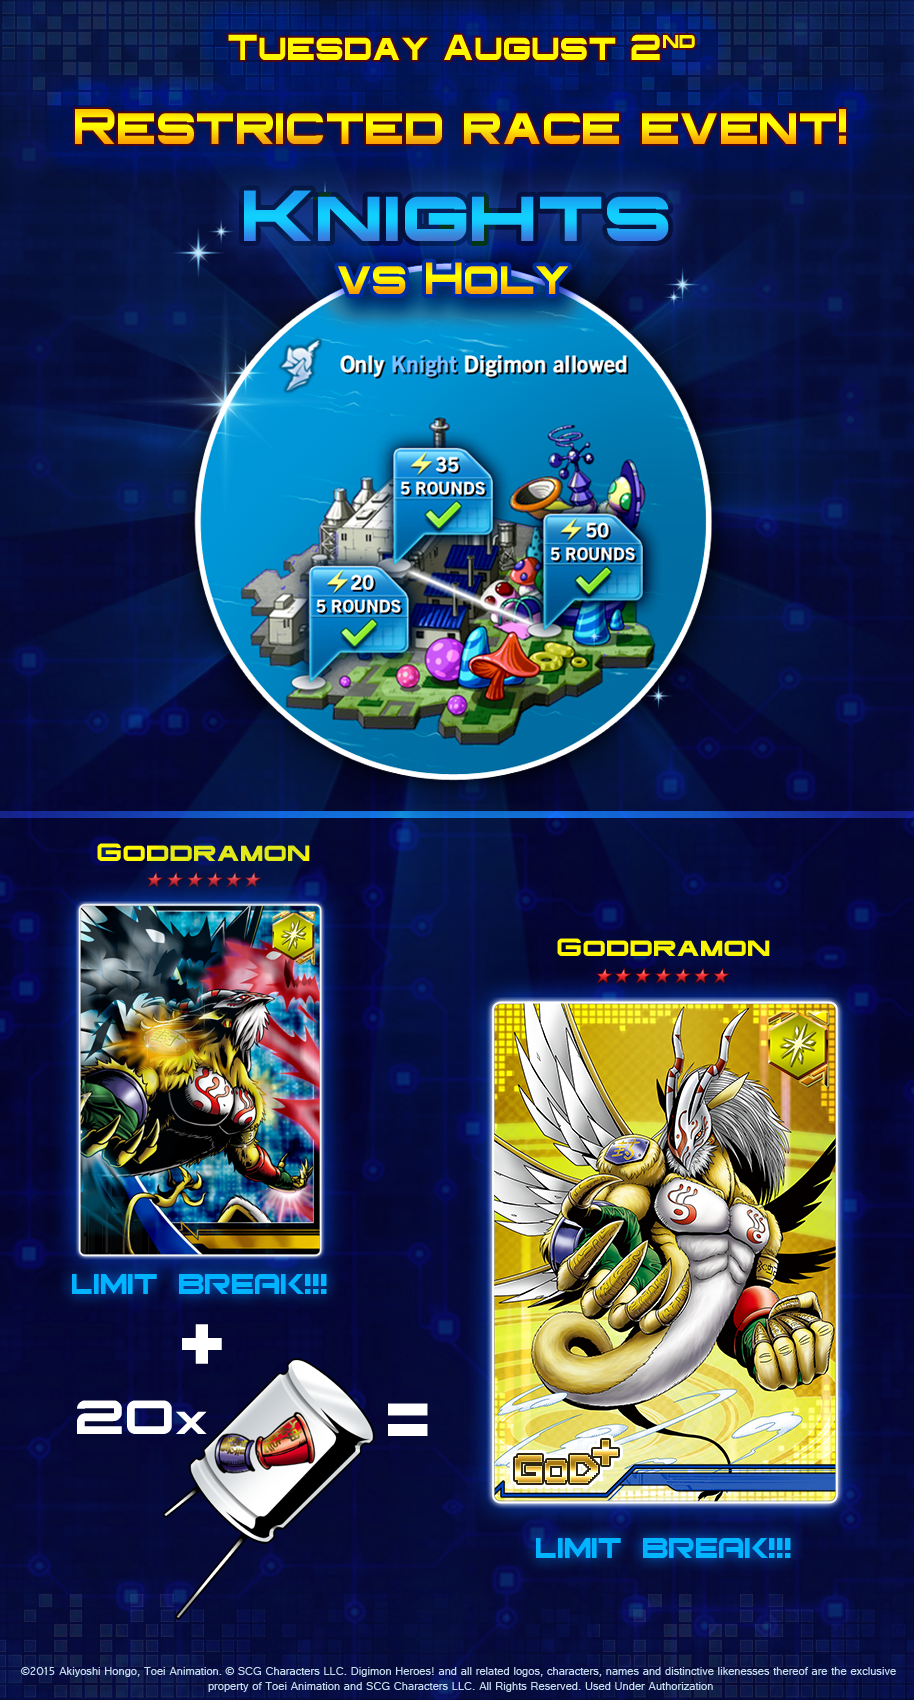 Tuesday August 2nd
Restricted race event!
Knights
vs Holy
Only Knight Digimon allowed
35
5 ROUNDS
50
5 ROUNDS
20
5 ROUNDS
Goddramon
LIMIT BREAK!!!
+
20x
=
Goddramon
GOD+
LIMIT BREAK!!!
©2015 Akiyoshi Hongo, Toei Animation. © SCG Characters LLC. Digimon Heroes! and all related logos, characters, names and distinctive likenesses thereof are the exclusive
property of Toei Animation and SCG Characters LLC. All Rights Reserved. Used Under Authorization